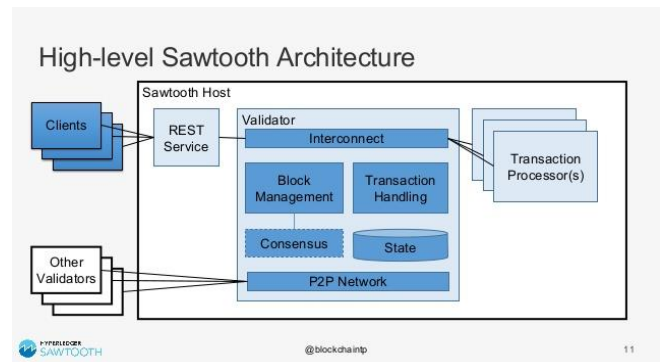 High-level Sawtooth Architecture
Sawtooth Host
Clients
REST
Service
Validator
Interconnect
Block
Management
Transaction
Handling
Consensus
State
P2P Network
Transaction
Processor(s)
Other
Validators
HYPERLEDGER
SAWTOOTH
@blockchaintp
11